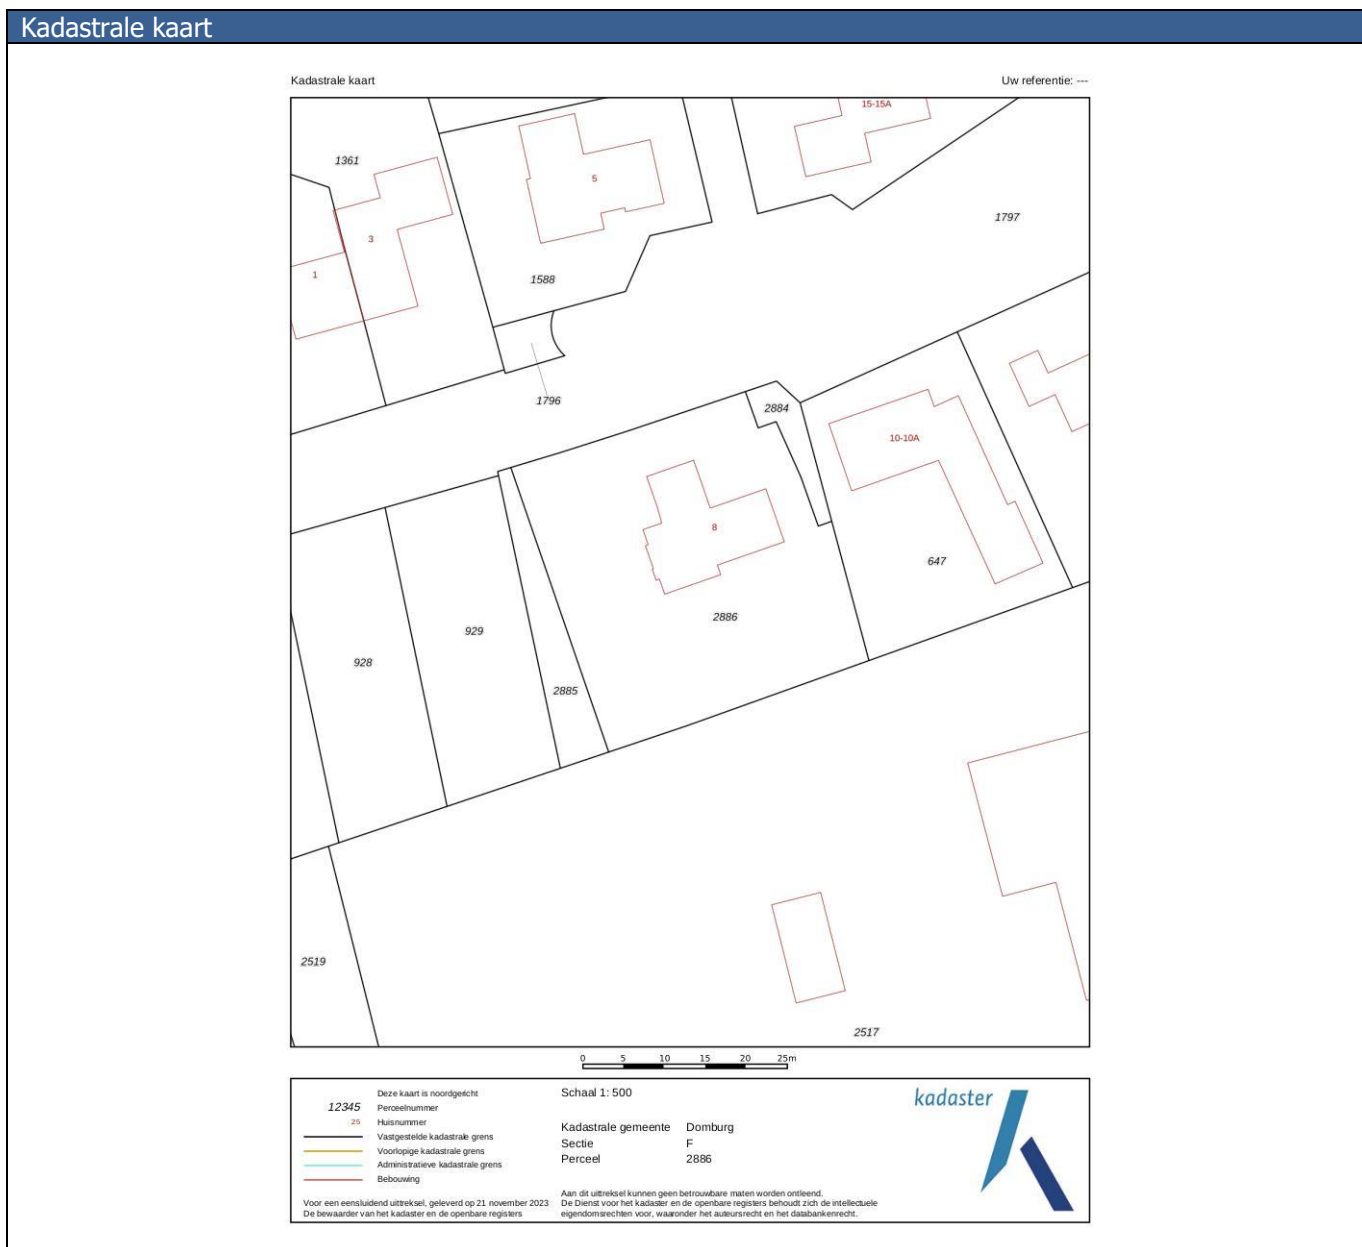 Kadastrale kaart
Kadastrale kaart
Uw referentie: ---
15-15A
1361
5
1797
3
1
1588
1796
2884
10-10A
8
647
2886
929
928
2885
2519
2517
0 5 10 15 20 25m
Deze kaart is noordgericht
12345 Perceelnummer
25 Huisnummer
Vastgestelde kadastrale grens
Voorlopige kadastrale grens
Administratieve kadastrale grens
Bebouwing
Voor een eensluidend uittreksel, geleverd op 21 november 2023
De bewaarder van het kadaster en de openbare registers
Schaal 1: 500
Kadastrale gemeente Domburg
Sectie F
Perceel 2886
Aan dit uittreksel kunnen geen betrouwbare maten worden ontleend.
De Dienst voor het kadaster en de openbare registers behoudt zich de intellectuele
eigendomsrechten voor, waaronder het auteursrecht en het databankenrecht.
kadaster